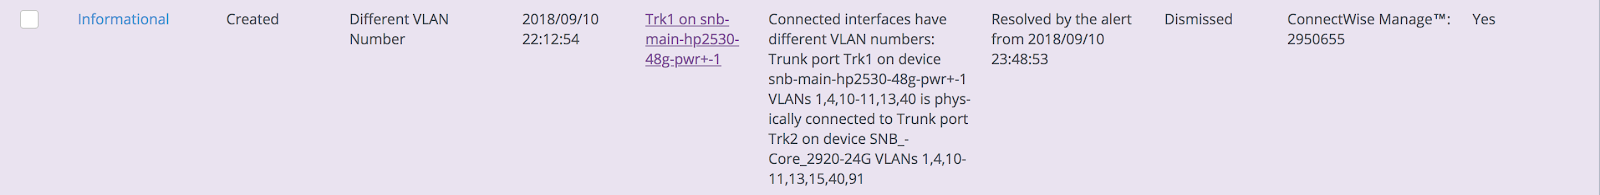 Informational
Created
Different VLAN
Number
2018/09/10
22:12:54
Trk1 on snb-
main-hp2530-
48g-pwr+-1
Connected interfaces have
different VLAN numbers:
Trunk port Trk1 on device
snb-main-hp2530-48g-pwr+-1
VLANs 1,4,10-11,13,40 is phys-
ically connected to Trunk port
Trk2 on device SNB_-
Core_2920-24G VLANs 1,4,10-
11,13,15,40,91
Resolved by the alert
from 2018/09/10
23:48:53
Dismissed
ConnectWise Manage™:
2950655
Yes